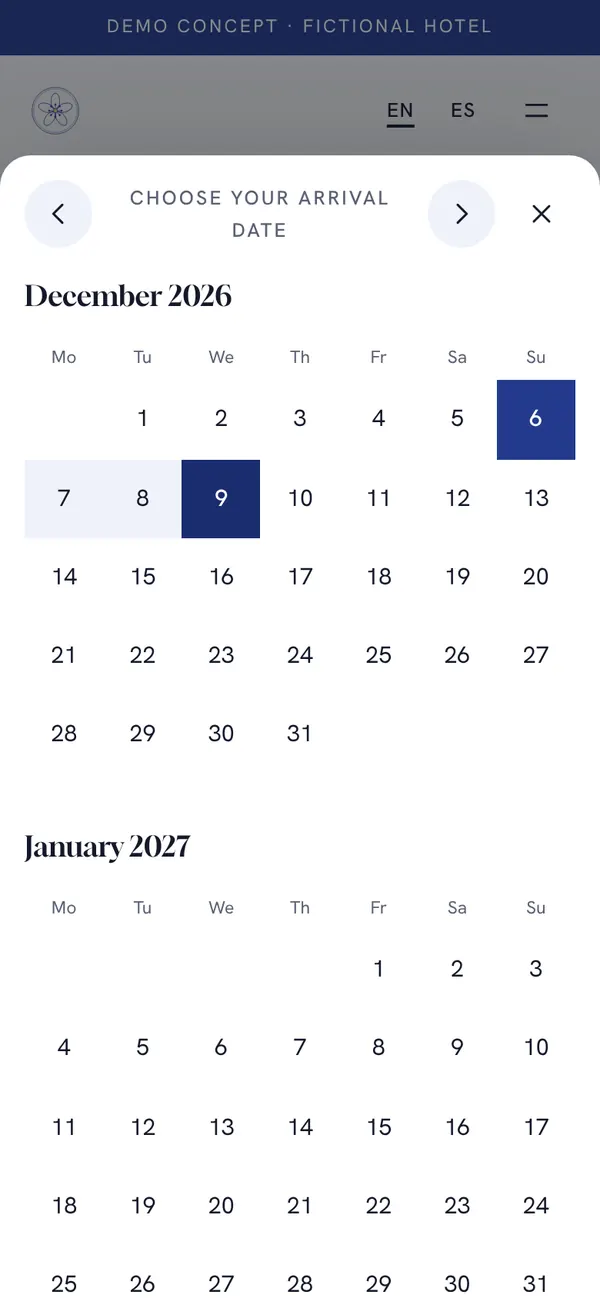 DEMO CONCEPT · FICTIONAL HOTEL
EN ES
CHOOSE YOUR ARRIVAL
DATE
December 2026
Mo Tu We Th Fr Sa Su
1 2 3 4 5 6
7 8 9 10 11 12 13
14 15 16 17 18 19 20
21 22 23 24 25 26 27
28 29 30 31
January 2027
Mo Tu We Th Fr Sa Su
1 2 3
4 5 6 7 8 9 10
11 12 13 14 15 16 17
18 19 20 21 22 23 24
25 26 27 28 29 30 31